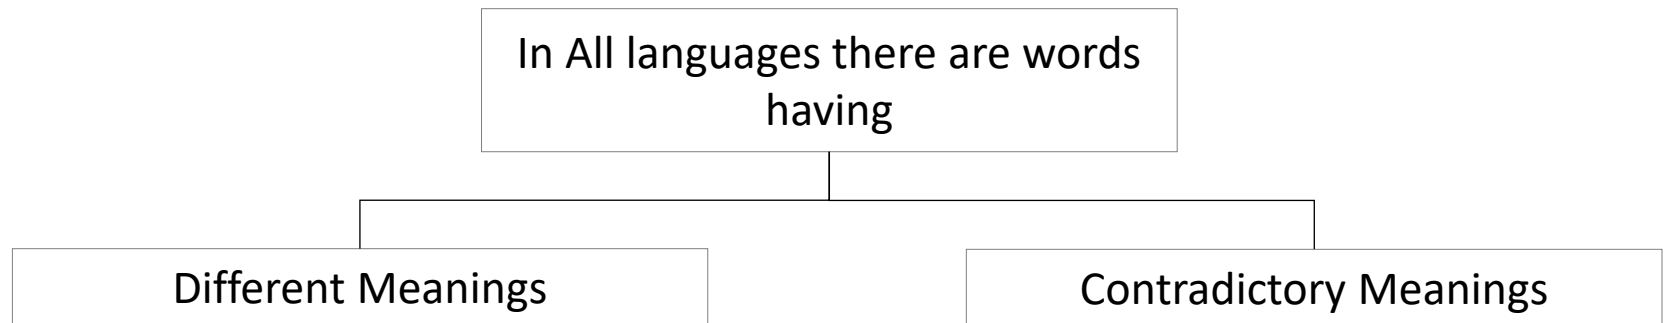 In All languages there are words
having
Different Meanings
Contradictory Meanings